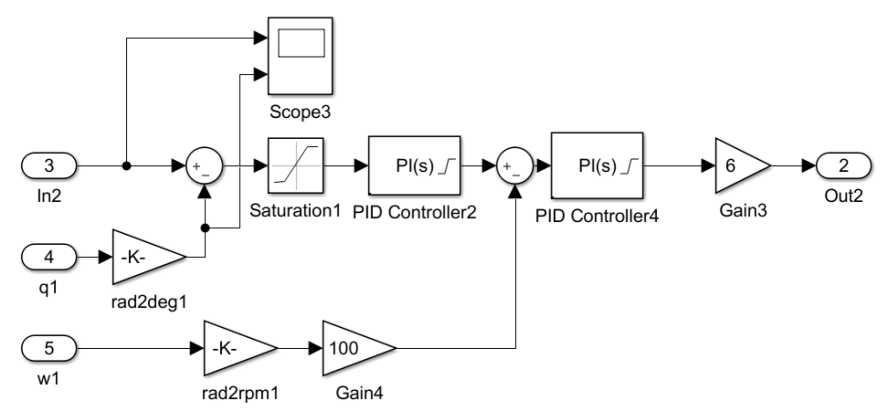 Scope3
3
In2
+
−
Saturation1
PI(s)
PID Controller2
+
−
PI(s)
PID Controller4
6
Gain3
2
Out2
4
q1
-K-
rad2deg1
5
w1
-K-
rad2rpm1
100
Gain4